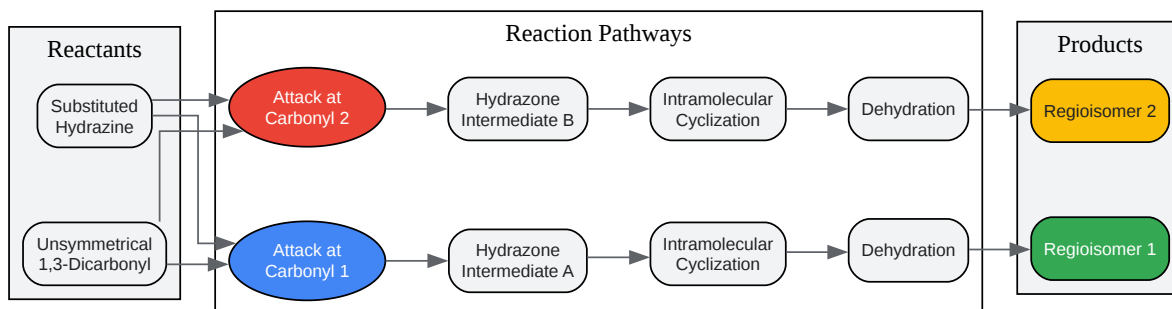 Reactants
Reaction Pathways
Products
Substituted
Hydrazine
Attack at
Carbonyl 2
Hydrazone
Intermediate B
Intramolecular
Cyclization
Dehydration
Regioisomer 2
Unsymmetrical
1,3-Dicarbonyl
Attack at
Carbonyl 1
Hydrazone
Intermediate A
Intramolecular
Cyclization
Dehydration
Regioisomer 1